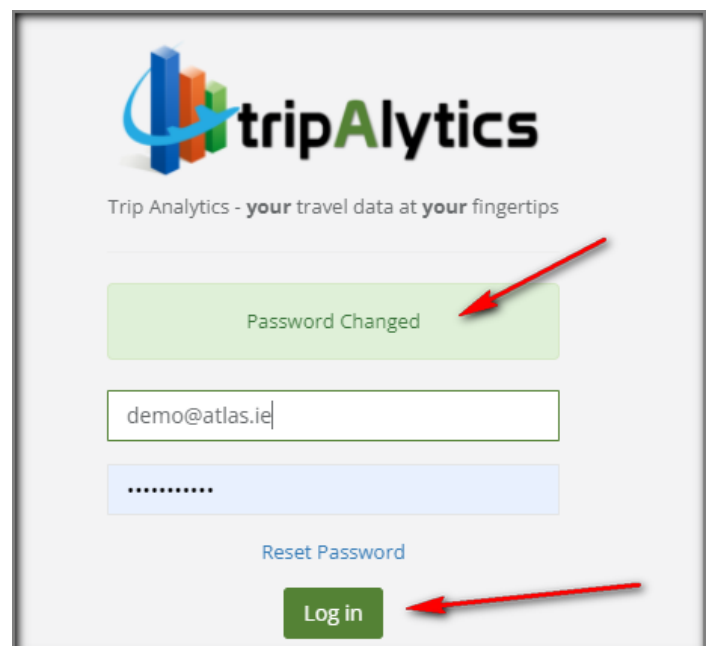 tripAlytics
Trip Analytics - your travel data at your fingertips
Password Changed
demo@atlas.ie
•••••••••••
Reset Password
Log in